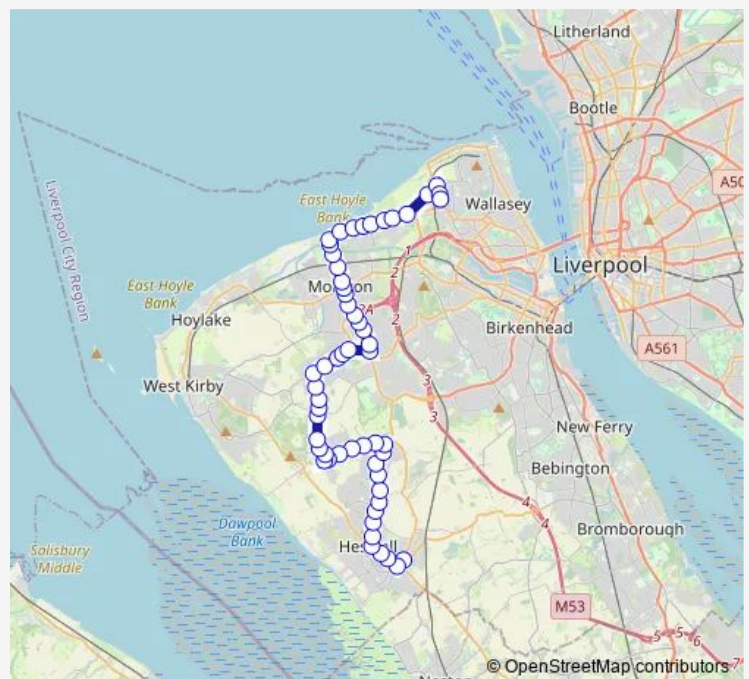 Litherland
Bootle
A50
East Hoyle
Bank
Wallasey
Liverpool City Region
1
2
Liverpool
East Hoyle
Bank
2A
2
Hoylake
Birkenhead
A561
3
3
West Kirby
New Ferry
Bebington
4
4
Dawpool
Bank
Bromborough
Salisbury
Middle
M53
5
5
6
7
© OpenStreetMap contributors